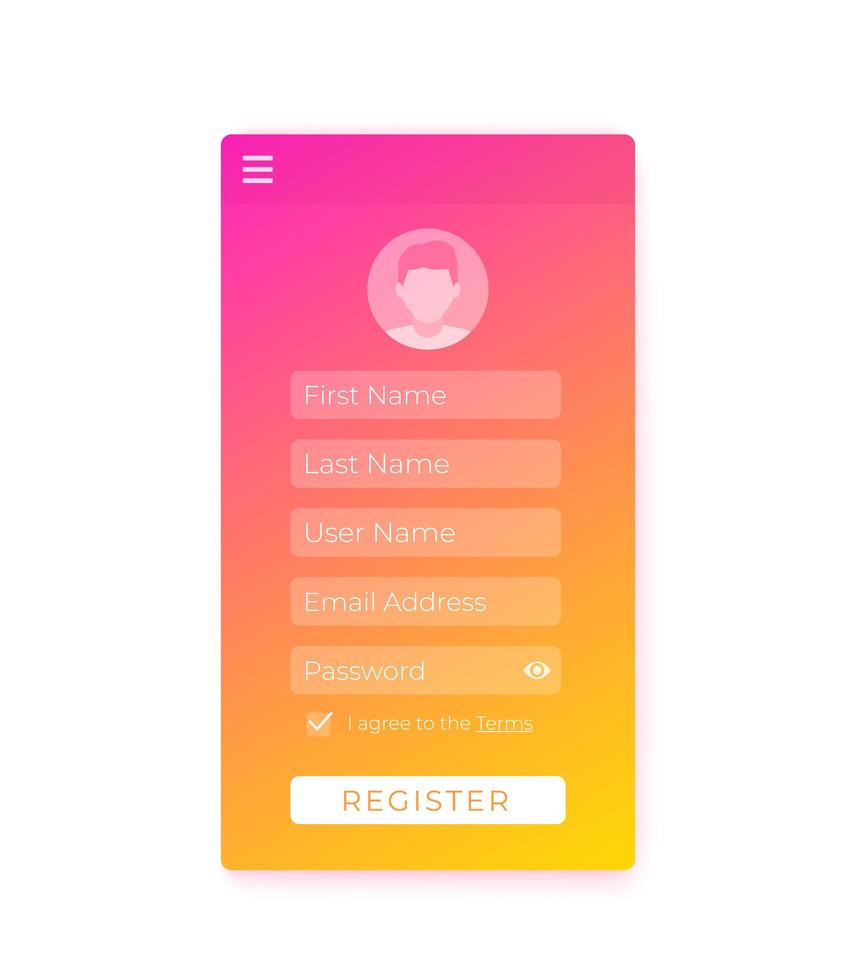 First Name
Last Name
User Name
Email Address
Password
I agree to the Terms
REGISTER